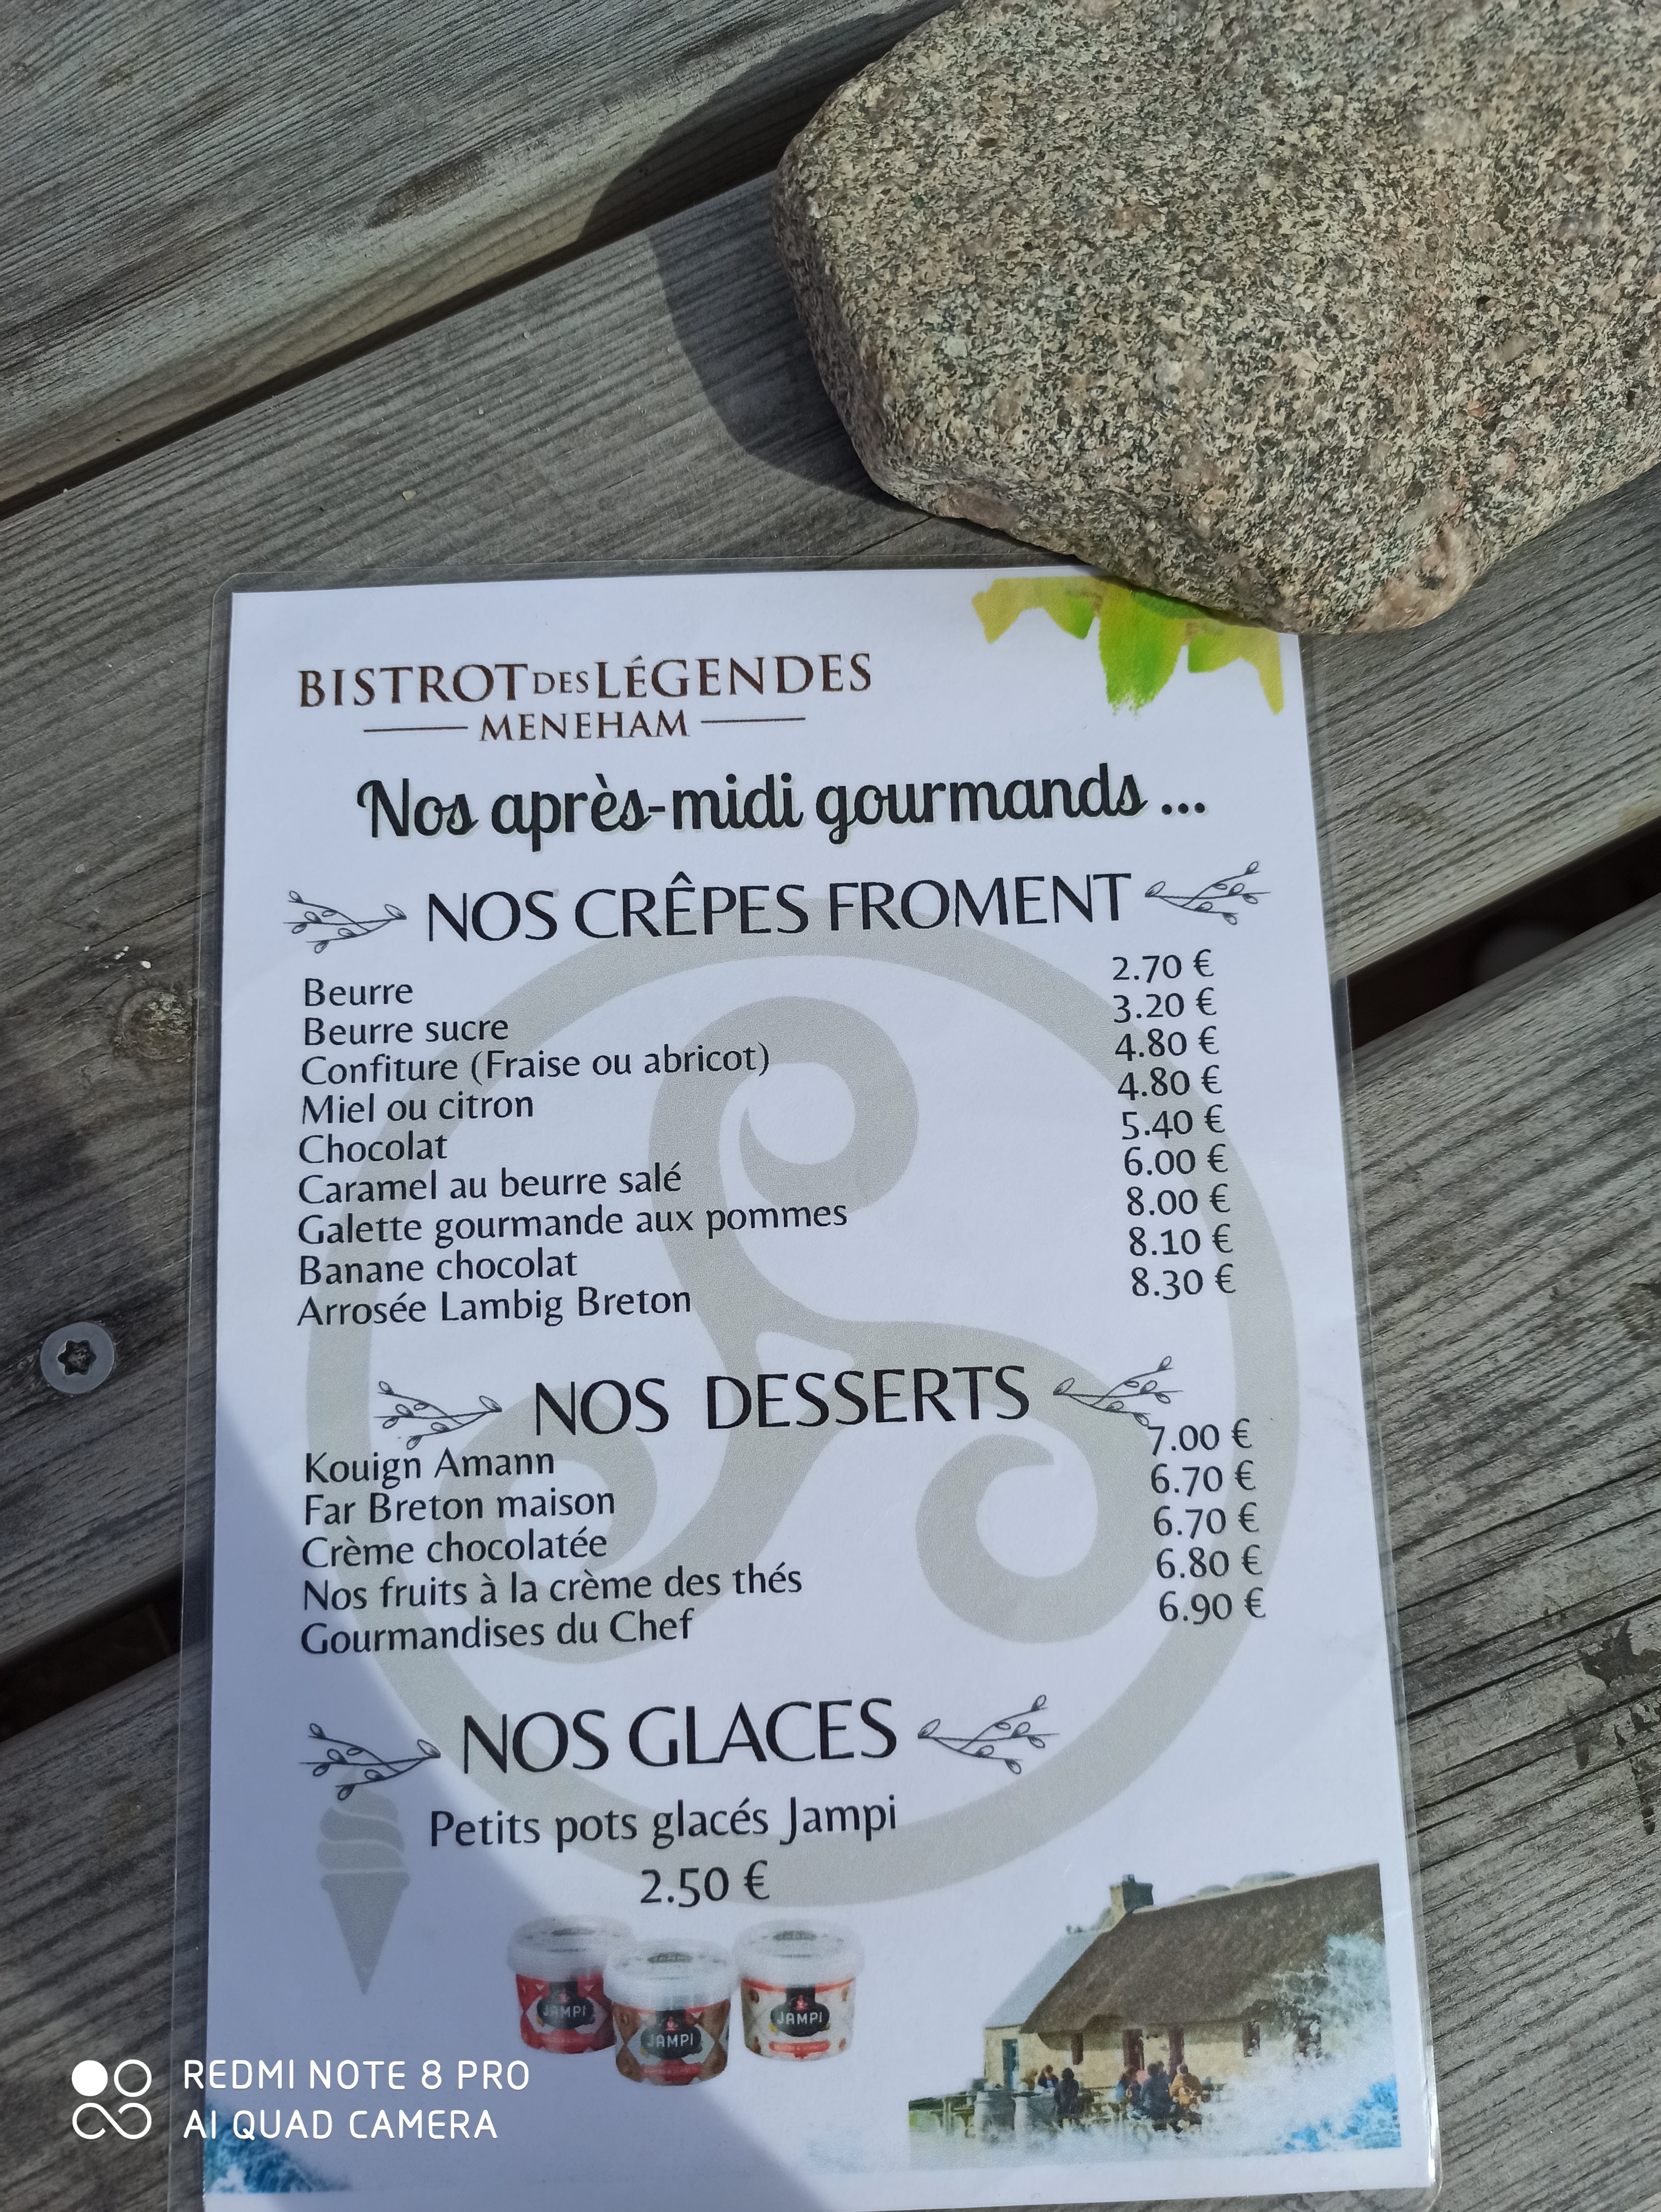 BISTROT DES LÉGENDES
MENEHAM
Nos après-midi gourmands ...
NOS CRÊPES FROMENT
Beurre 2.70 €
Beurre sucre 3.20 €
Confiture (Fraise ou abricot) 4.80 €
Miel ou citron 4.80 €
Chocolat 5.40 €
Caramel au beurre salé 6.00 €
Galette gourmande aux pommes 8.00 €
Banane chocolat 8.10 €
Arrosée Lambig Breton 8.30 €
NOS DESSERTS
Kouign Amann 7.00 €
Far Breton maison 6.70 €
Crème chocolatée 6.70 €
Nos fruits à la crème des thés 6.80 €
Gourmandises du Chef 6.90 €
NOS GLACES
Petits pots glacés Jampi
2.50 €
JAMPI
JAMPI
JAMPI
REDMI NOTE 8 PRO
AI QUAD CAMERA